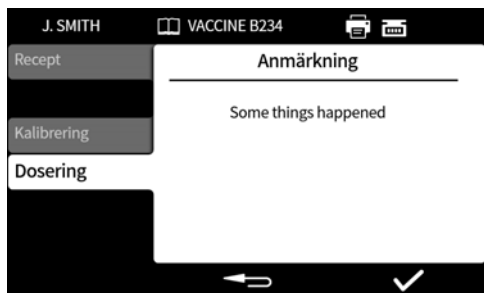 J. SMITH
VACCINE B234
Recept
Kalibrering
Dosering
Anmärkning
Some things happened